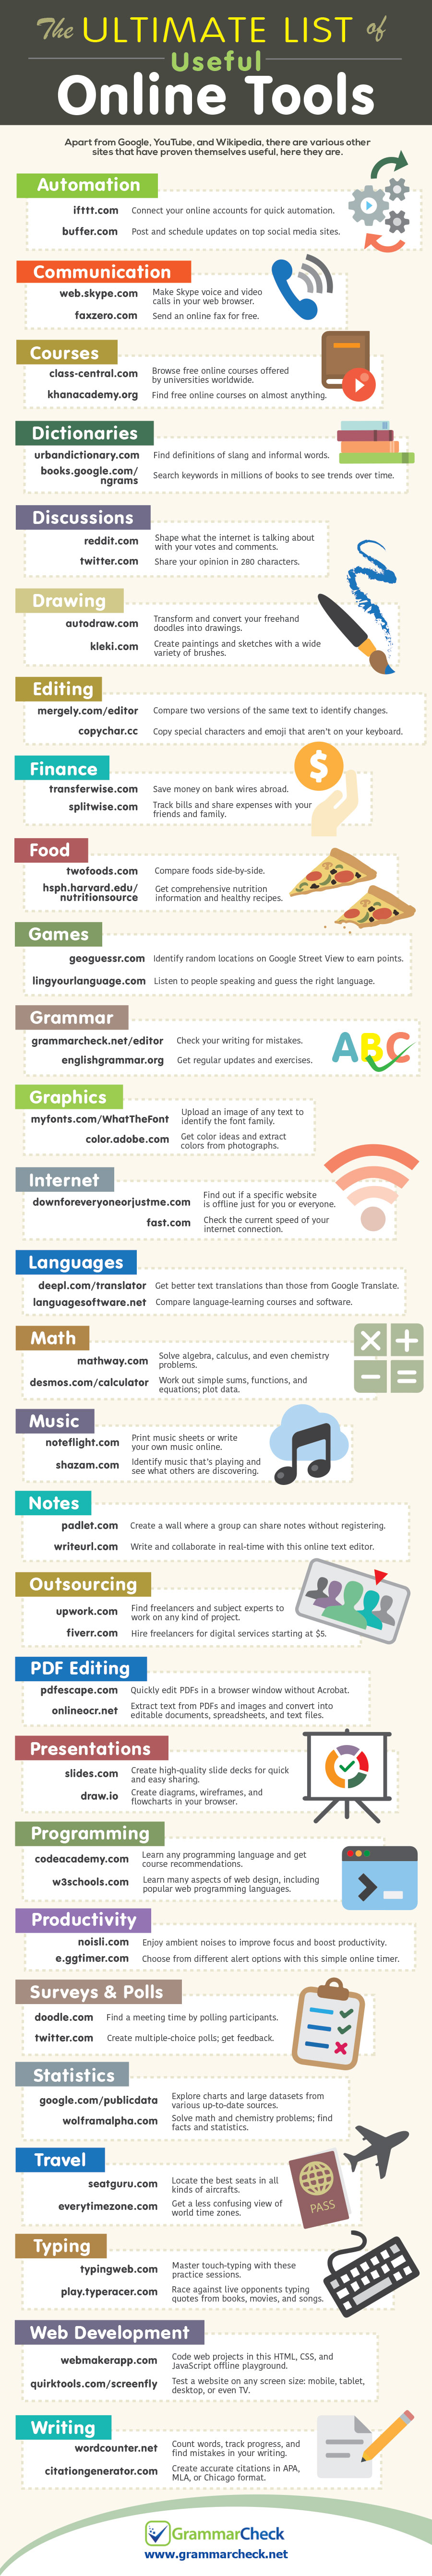 The ULTIMATE LIST of
Useful
Online Tools
Apart from Google, YouTube, and Wikipedia, there are various other
sites that have proven themselves useful, here they are.
Automation
ifttt.com Connect your online accounts for quick automation.
buffer.com Post and schedule updates on top social media sites.
Communication
web.skype.com Make Skype voice and video
calls in your web browser.
faxzero.com Send an online fax for free.
Courses
class-central.com Browse free online courses offered
by universities worldwide.
khanacademy.org Find free online courses on almost anything.
Dictionaries
urbandictionary.com Find definitions of slang and informal words.
books.google.com/
ngrams Search keywords in millions of books to see trends over time.
Discussions
reddit.com Shape what the internet is talking about
with your votes and comments.
twitter.com Share your opinion in 280 characters.
Drawing
autodraw.com Transform and convert your freehand
doodles into drawings.
kleki.com Create paintings and sketches with a wide
variety of brushes.
Editing
mergely.com/editor Compare two versions of the same text to identify changes.
copychar.cc Copy special characters and emoji that aren't on your keyboard.
Finance
$
transferwise.com Save money on bank wires abroad.
splitwise.com Track bills and share expenses with your
friends and family.
Food
twofoods.com Compare foods side-by-side.
hsph.harvard.edu/ Get comprehensive nutrition
nutritionsource information and healthy recipes.
Games
geoguessr.com Identify random locations on Google Street View to earn points.
lingyourlanguage.com Listen to people speaking and guess the right language.
Grammar
grammarcheck.net/editor Check your writing for mistakes.
ABC
englishgrammar.org Get regular updates and exercises.
Graphics
myfonts.com/WhatTheFont Upload an image of any text to
identify the font family.
color.adobe.com Get color ideas and extract
colors from photographs.
Internet
downforeveryoneorjustme.com Find out if a specific website
is offline just for you or everyone.
fast.com Check the current speed of your
internet connection.
Languages
deepl.com/translator Get better text translations than those from Google Translate.
languagesoftware.net Compare language-learning courses and software.
Math
mathway.com Solve algebra, calculus, and even chemistry
problems.
desmos.com/calculator Work out simple sums, functions, and
equations; plot data.
Music
noteflight.com Print music sheets or write
your own music online.
shazam.com Identify music that's playing and
see what others are discovering.
Notes
padlet.com Create a wall where a group can share notes without registering.
writeurl.com Write and collaborate in real-time with this online text editor.
Outsourcing
upwork.com Find freelancers and subject experts to
work on any kind of project.
fiverr.com Hire freelancers for digital services starting at $5.
PDF Editing
pdfescape.com Quickly edit PDFs in a browser window without Acrobat.
onlineocr.net Extract text from PDFs and images and convert into
editable documents, spreadsheets, and text files.
Presentations
slides.com Create high-quality slide decks for quick
and easy sharing.
draw.io Create diagrams, wireframes, and
flowcharts in your browser.
Programming
codeacademy.com Learn any programming language and get
course recommendations.
w3schools.com Learn many aspects of web design, including
popular web programming languages.
Productivity
noisli.com Enjoy ambient noises to improve focus and boost productivity.
e.ggtimer.com Choose from different alert options with this simple online timer.
Surveys & Polls
doodle.com Find a meeting time by polling participants.
twitter.com Create multiple-choice polls; get feedback.
Statistics
google.com/publicdata Explore charts and large datasets from
various up-to-date sources.
wolframalpha.com Solve math and chemistry problems; find
facts and statistics.
Travel
seatguru.com Locate the best seats in all
kinds of aircrafts.
everytimezone.com Get a less confusing view of
world time zones.
PASS
Typing
typingweb.com Master touch-typing with these
practice sessions.
play.typeracer.com Race against live opponents typing
quotes from books, movies, and songs.
Web Development
webmakerapp.com Code web projects in this HTML, CSS, and
JavaScript offline playground.
quirktools.com/screenfly Test a website on any screen size: mobile, tablet,
desktop, or even TV.
Writing
wordcounter.net Count words, track progress, and
find mistakes in your writing.
citationgenerator.com Create accurate citations in APA,
MLA, or Chicago format.
GrammarCheck
www.grammarcheck.net